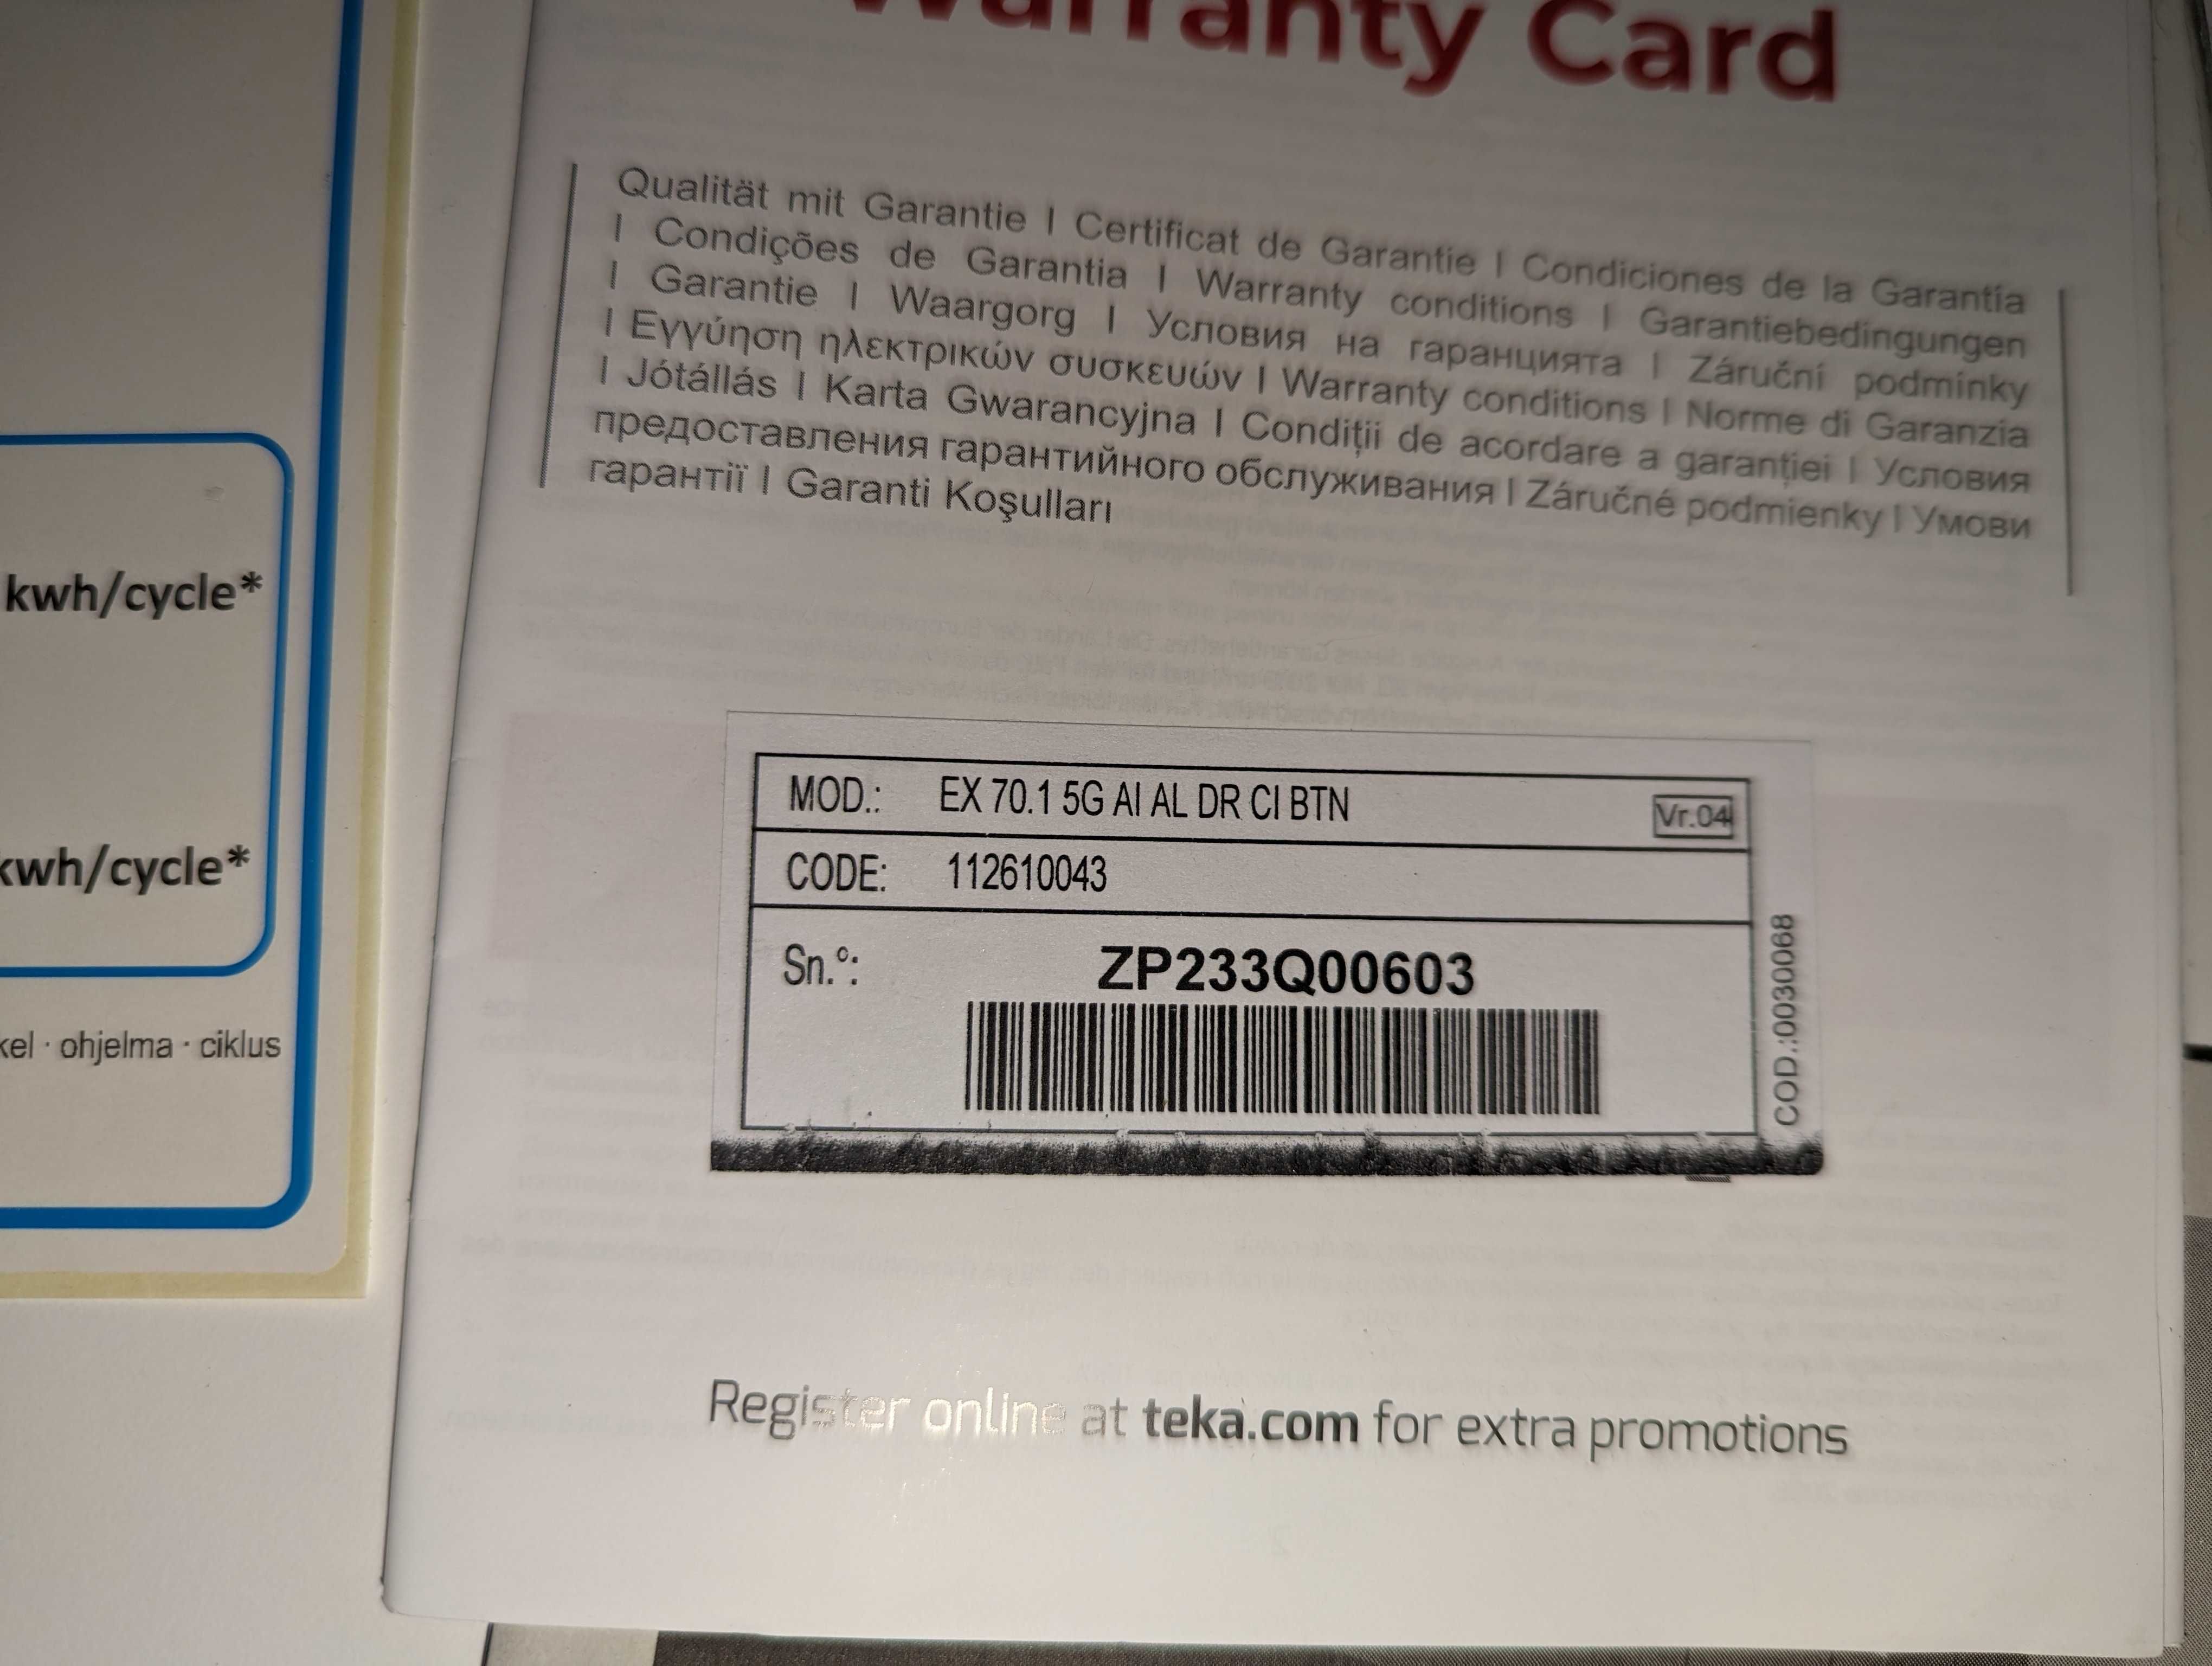 Warranty Card
Qualität mit Garantie I Certificat de Garantie I Condiciones de la Garantía
I Condições de Garantia I Warranty conditions I Garantiebedingungen
I Garantie I Waargorg I Условия на гаранцията I Záruční podmínky
I Εγγύηση ηλεκτρικών συσκευών I Warranty conditions I Norme di Garanzia
I Jótállás I Karta Gwarancyjna I Condiții de acordare a garanției I Условия
предоставления гарантийного обслуживания I Záručné podmienky I Умови
гарантії I Garanti Koşulları
kwh/cycle*
kwh/cycle*
· ohjelma · ciklus
MOD.: EX 70.1 5G AI AL DR CI BTN Vr.04
CODE: 112610043
Sn.º: ZP233Q00603
COD.:0030068
Register online at teka.com for extra promotions